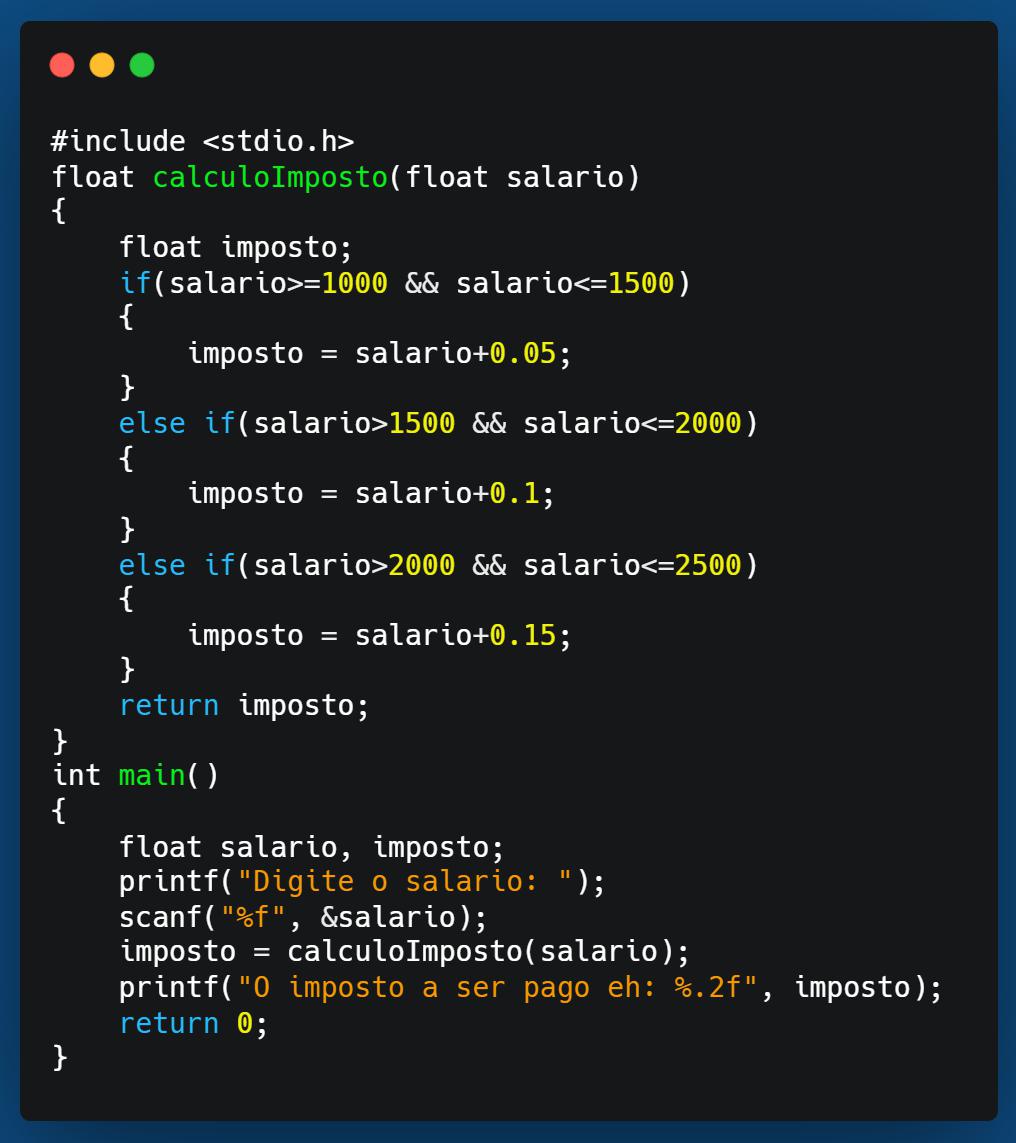 #include <stdio.h>
float calculoImposto(float salario)
{
    float imposto;
    if(salario>=1000 && salario<=1500)
    {
        imposto = salario+0.05;
    }
    else if(salario>1500 && salario<=2000)
    {
        imposto = salario+0.1;
    }
    else if(salario>2000 && salario<=2500)
    {
        imposto = salario+0.15;
    }
    return imposto;
}
int main()
{
    float salario, imposto;
    printf("Digite o salario: ");
    scanf("%f", &salario);
    imposto = calculoImposto(salario);
    printf("O imposto a ser pago eh: %.2f", imposto);
    return 0;
}